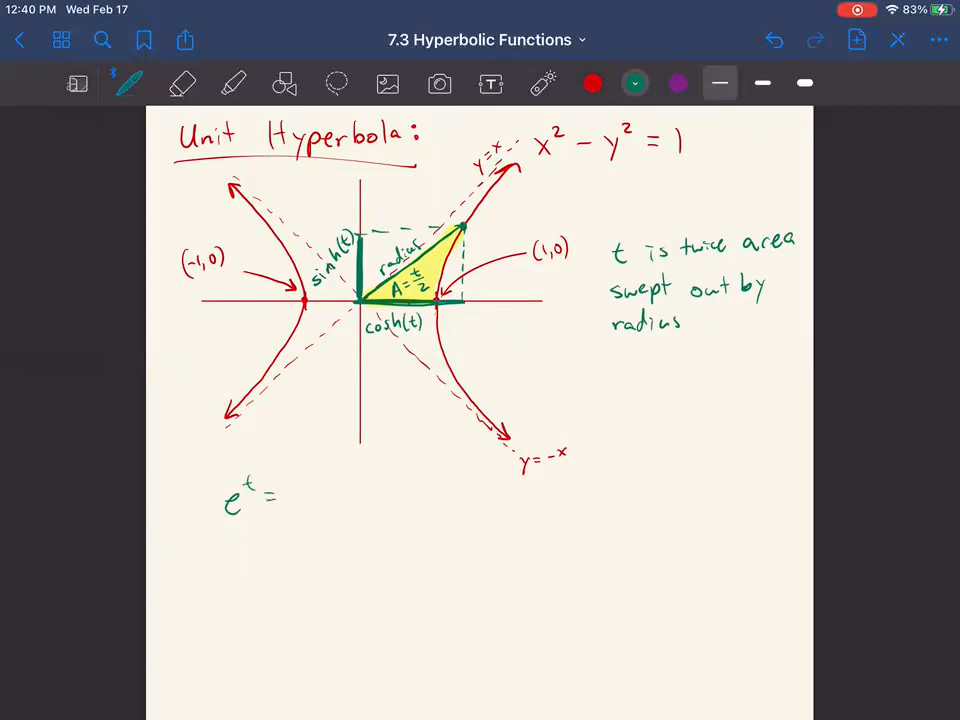 12:40 PM Wed Feb 17
83%
7.3 Hyperbolic Functions
T
Unit Hyperbola: x² - y² = 1
y = x
(-1,0)
sinh(t)
radius
A = t/2
(1,0)
cosh(t)
t is twice area
swept out by
radius
y = -x
e^t =